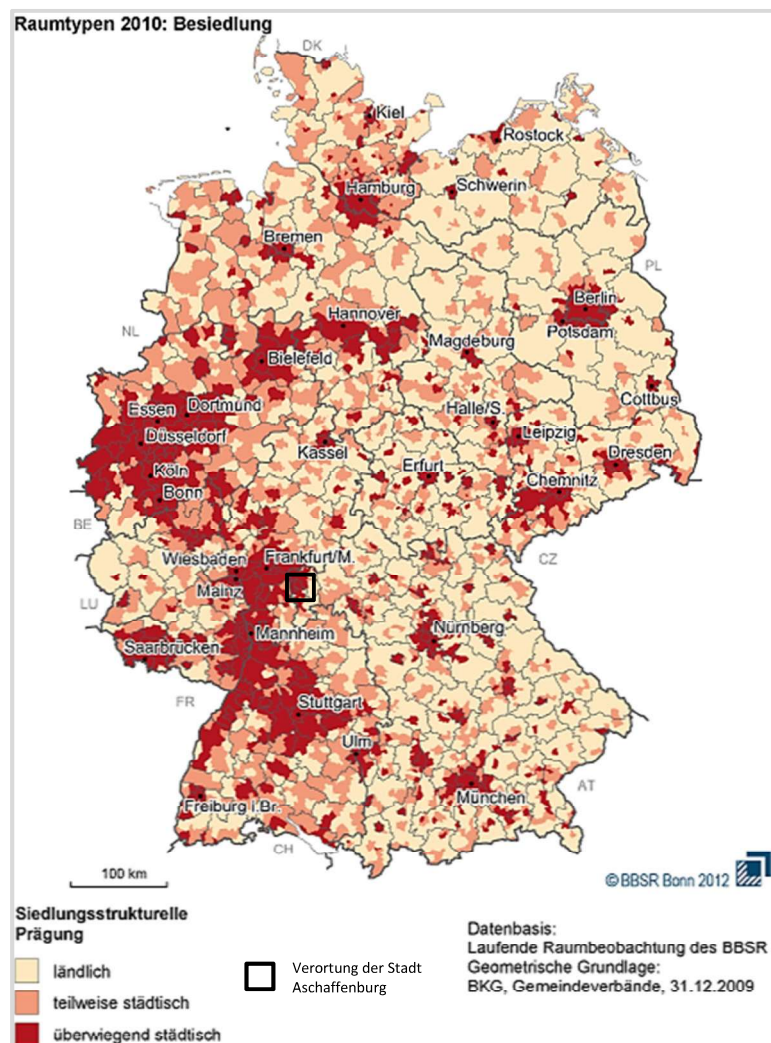 Raumtypen 2010: Besiedlung
DK
Kiel
Rostock
Hamburg
Schwerin
Bremen
PL
Berlin
Hannover
NL
Potsdam
Magdeburg
Bielefeld
Cottbus
Essen
Dortmund
Halle/S.
Düsseldorf
Leipzig
Kassel
Dresden
Erfurt
Köln
Chemnitz
Bonn
BE
Wiesbaden
Frankfurt/M.
CZ
Mainz
LU
Nürnberg
Mannheim
Saarbrücken
FR
Stuttgart
Ulm
AT
München
Freiburg i.Br.
CH
100 km
©BBSR Bonn 2012
Siedlungsstrukturelle
Prägung
ländlich
teilweise städtisch
überwiegend städtisch
Verortung der Stadt
Aschaffenburg
Datenbasis:
Laufende Raumbeobachtung des BBSR
Geometrische Grundlage:
BKG, Gemeindeverbände, 31.12.2009